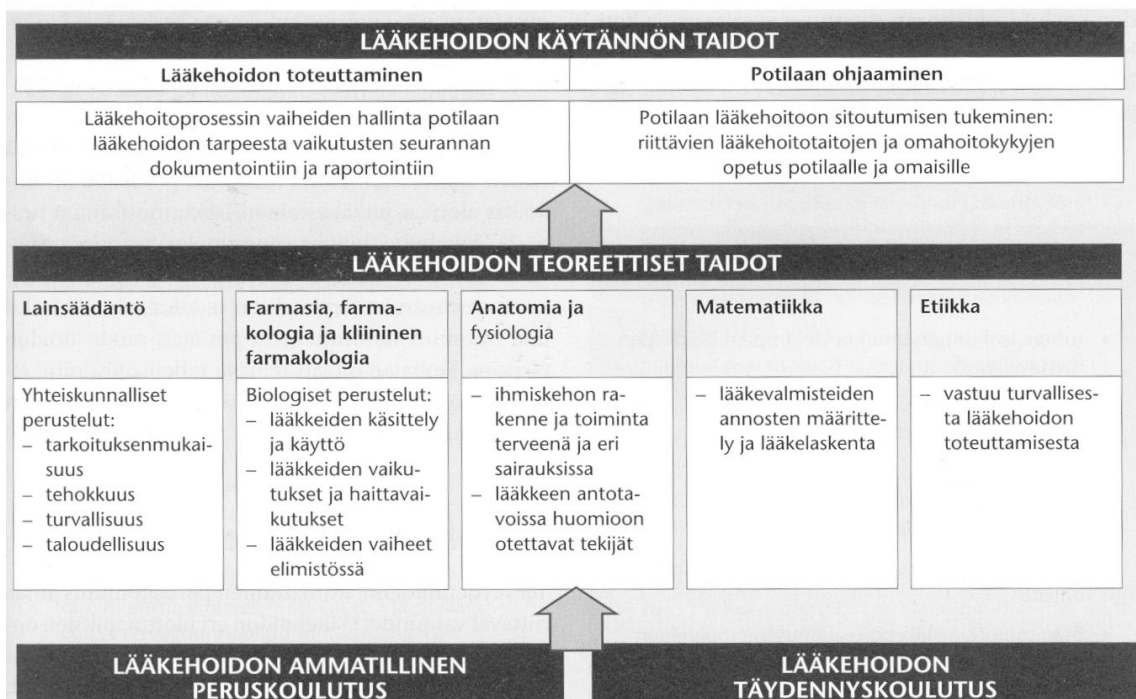 LÄÄKEHOIDON KÄYTÄNNÖN TAIDOT
Lääkehoidon toteuttaminen
Potilaan ohjaaminen
Lääkehoitoprosessin vaiheiden hallinta potilaan
lääkehoidon tarpeesta vaikutusten seurannan
dokumentointiin ja raportointiin
Potilaan lääkehoitoon sitoutumisen tukeminen:
riittävien lääkehoitotaitojen ja omahoitokykyjen
opetus potilaalle ja omaisille
LÄÄKEHOIDON TEOREETTISET TAIDOT
Lainsäädäntö
Yhteiskunnalliset
perustelut:
– tarkoituksenmukai-
suus
– tehokkuus
– turvallisuus
– taloudellisuus
Farmasia, farma-
kologia ja kliininen
farmakologia
Biologiset perustelut:
– lääkkeiden käsittely
ja käyttö
– lääkkeiden vaiku-
tukset ja haittavai-
kutukset
– lääkkeiden vaiheet
elimistössä
Anatomia ja
fysiologia
– ihmiskehon ra-
kenne ja toiminta
terveenä ja eri
sairauksissa
– lääkkeen antota-
voissa huomioon
otettavat tekijät
Matematiikka
– lääkevalmisteiden
annosten määritte-
ly ja lääkelaskenta
Etiikka
– vastuu turvallises-
ta lääkehoidon
toteuttamisesta
LÄÄKEHOIDON AMMATILLINEN
PERUSKOULUTUS
LÄÄKEHOIDON
TÄYDENNYSKOULUTUS